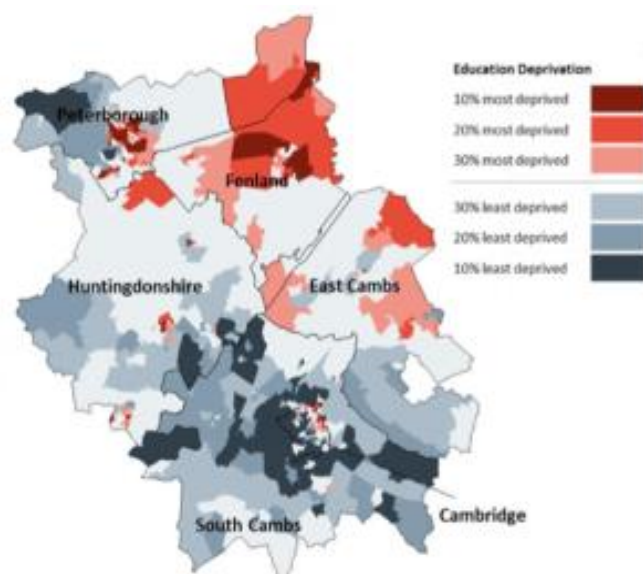 Education Deprivation
10% most deprived
20% most deprived
30% most deprived
30% least deprived
20% least deprived
10% least deprived
Peterborough
Fenland
Huntingdonshire
East Cambs
South Cambs
Cambridge